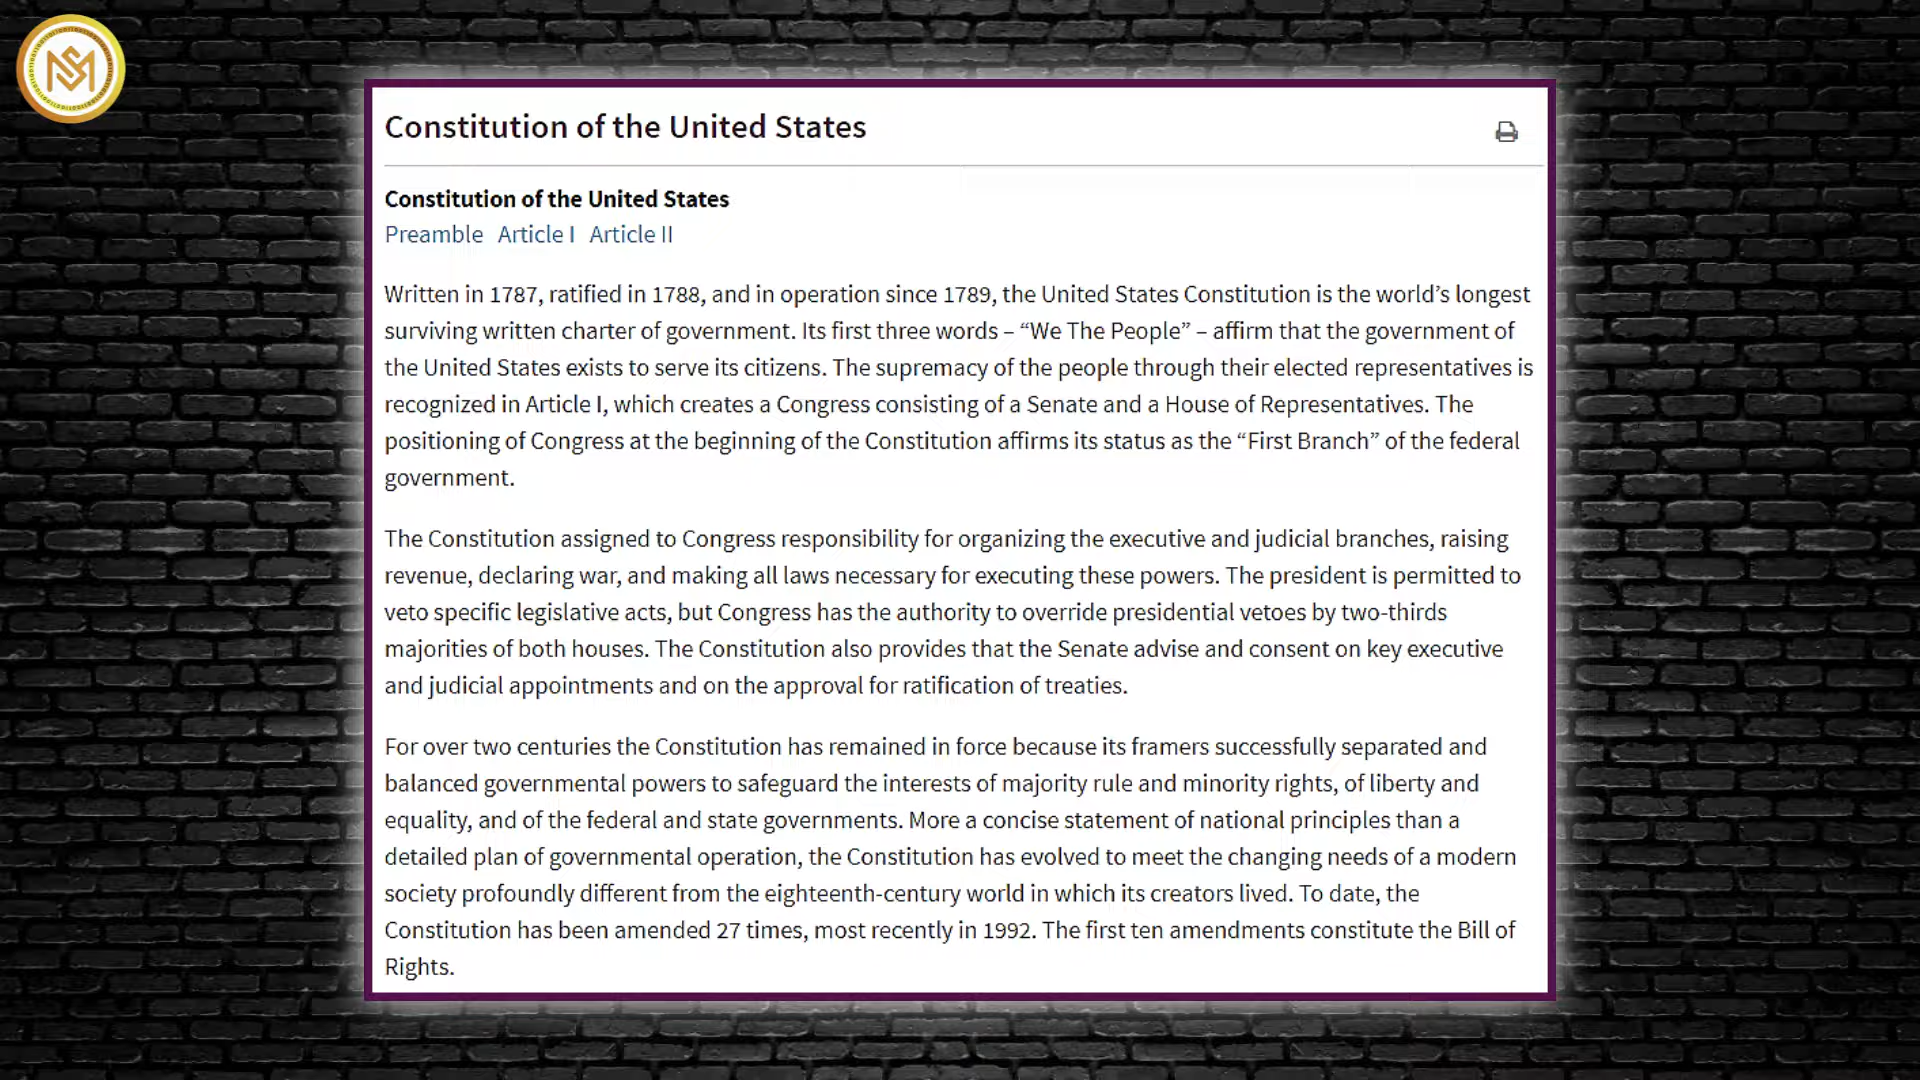 Constitution of the United States
Constitution of the United States
Preamble Article I Article II
Written in 1787, ratified in 1788, and in operation since 1789, the United States Constitution is the world’s longest
surviving written charter of government. Its first three words – “We The People” – affirm that the government of
the United States exists to serve its citizens. The supremacy of the people through their elected representatives is
recognized in Article I, which creates a Congress consisting of a Senate and a House of Representatives. The
positioning of Congress at the beginning of the Constitution affirms its status as the “First Branch” of the federal
government.
The Constitution assigned to Congress responsibility for organizing the executive and judicial branches, raising
revenue, declaring war, and making all laws necessary for executing these powers. The president is permitted to
veto specific legislative acts, but Congress has the authority to override presidential vetoes by two-thirds
majorities of both houses. The Constitution also provides that the Senate advise and consent on key executive
and judicial appointments and on the approval for ratification of treaties.
For over two centuries the Constitution has remained in force because its framers successfully separated and
balanced governmental powers to safeguard the interests of majority rule and minority rights, of liberty and
equality, and of the federal and state governments. More a concise statement of national principles than a
detailed plan of governmental operation, the Constitution has evolved to meet the changing needs of a modern
society profoundly different from the eighteenth-century world in which its creators lived. To date, the
Constitution has been amended 27 times, most recently in 1992. The first ten amendments constitute the Bill of
Rights.